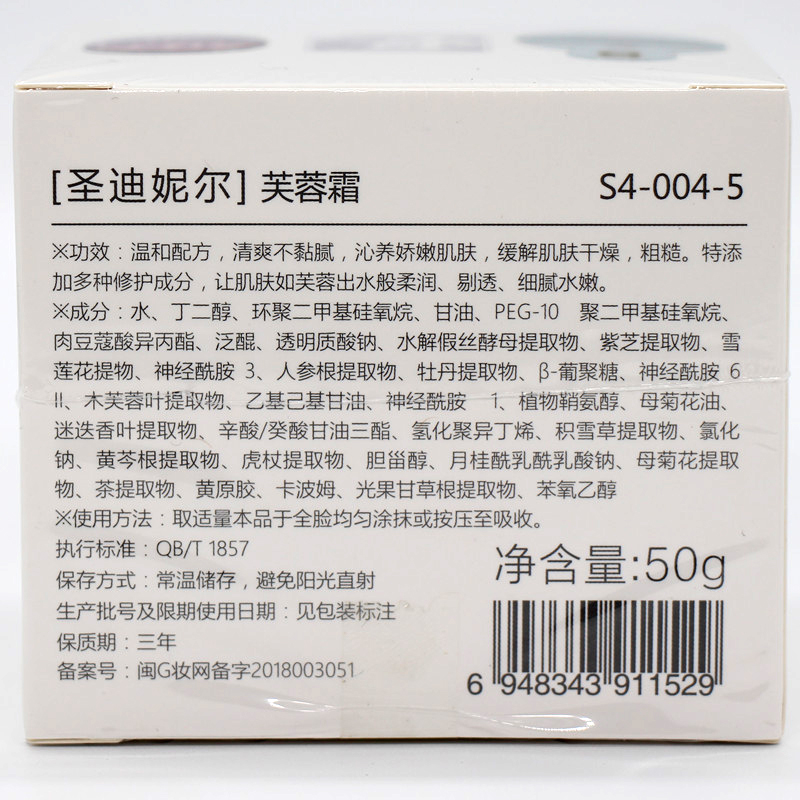 [圣迪妮尔] 芙蓉霜 S4-004-5
※功效：温和配方，清爽不黏腻，沁养娇嫩肌肤，缓解肌肤干燥，粗糙。特添
加多种修护成分，让肌肤如芙蓉出水般柔润、剔透、细腻水嫩。
※成分：水、丁二醇、环聚二甲基硅氧烷、甘油、PEG-10 聚二甲基硅氧烷、
肉豆蔻酸异丙酯、泛醌、透明质酸钠、水解假丝酵母提取物、紫芝提取物、雪
莲花提物、神经酰胺 3、人参根提取物、牡丹提取物、β-葡聚糖、神经酰胺 6
II、木芙蓉叶提取物、乙基己基甘油、神经酰胺 1、植物鞘氨醇、母菊花油、
迷迭香叶提取物、辛酸/癸酸甘油三酯、氢化聚异丁烯、积雪草提取物、氯化
钠、黄芩根提取物、虎杖提取物、胆甾醇、月桂酰乳酰乳酸钠、母菊花提取
物、茶提取物、黄原胶、卡波姆、光果甘草根提取物、苯氧乙醇
※使用方法：取适量本品于全脸均匀涂抹或按压至吸收。
执行标准：QB/T 1857
净含量:50g
保存方式：常温储存，避免阳光直射
生产批号及限期使用日期：见包装标注
保质期：三年
备案号：闽G妆网备字2018003051
6 948343 911529